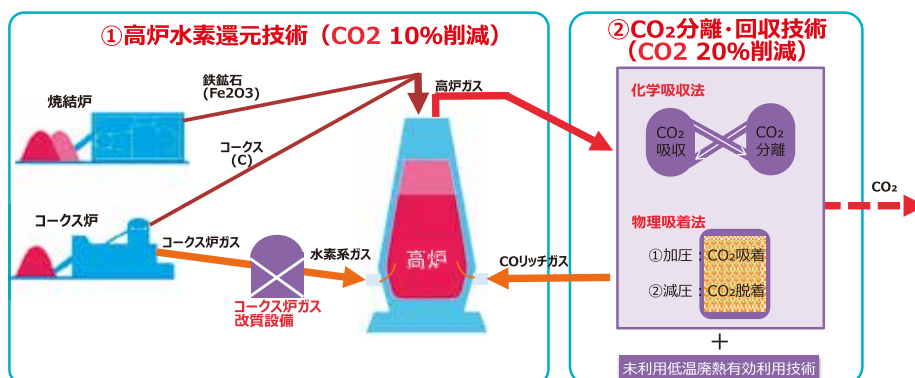 ①高炉水素還元技術（CO2 10%削減）
鉄鉱石
(Fe2O3)
焼結炉
コークス
(C)
高炉ガス
コークス炉
コークス炉ガス
水素系ガス
高炉
COリッチガス
コークス炉ガス
改質設備
②CO₂分離・回収技術
（CO2 20%削減）
化学吸収法
CO₂
吸収
CO₂
分離
物理吸着法
①加圧：CO₂吸着
②減圧：CO₂脱着
CO₂
＋
未利用低温廃熱有効利用技術